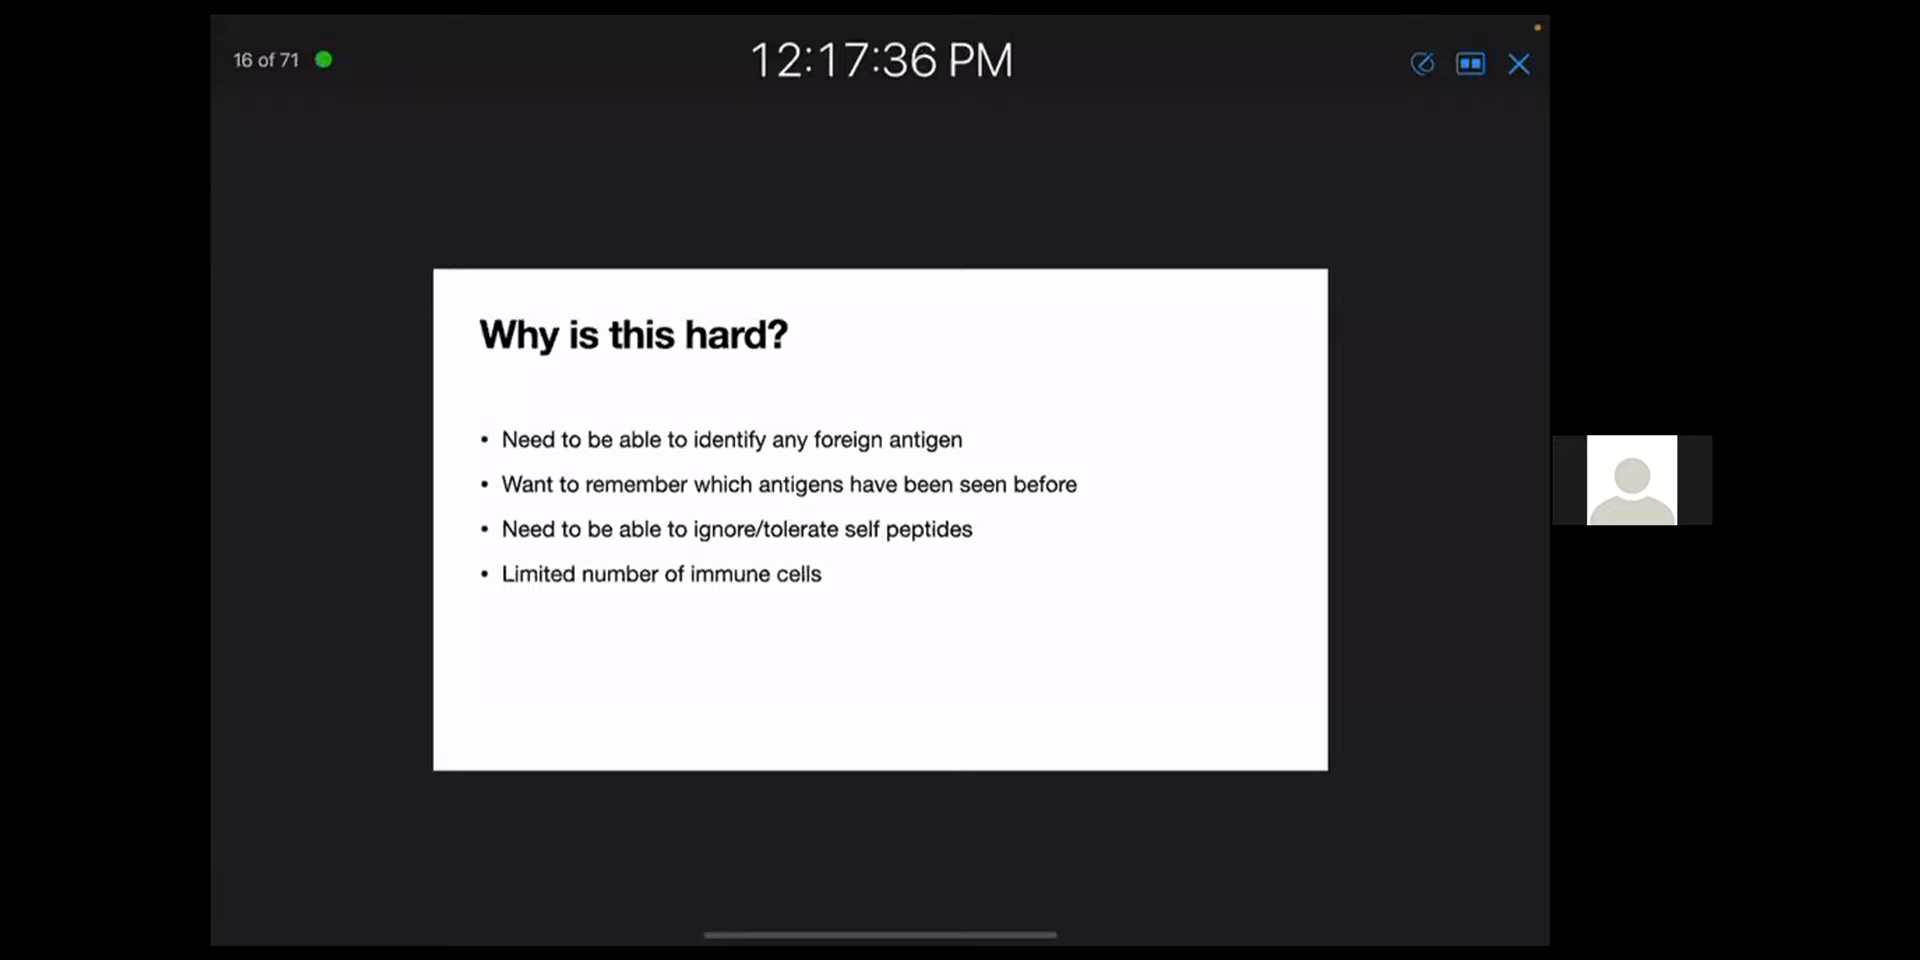 16 of 71
12:17:36 PM
Why is this hard?
• Need to be able to identify any foreign antigen
• Want to remember which antigens have been seen before
• Need to be able to ignore/tolerate self peptides
• Limited number of immune cells